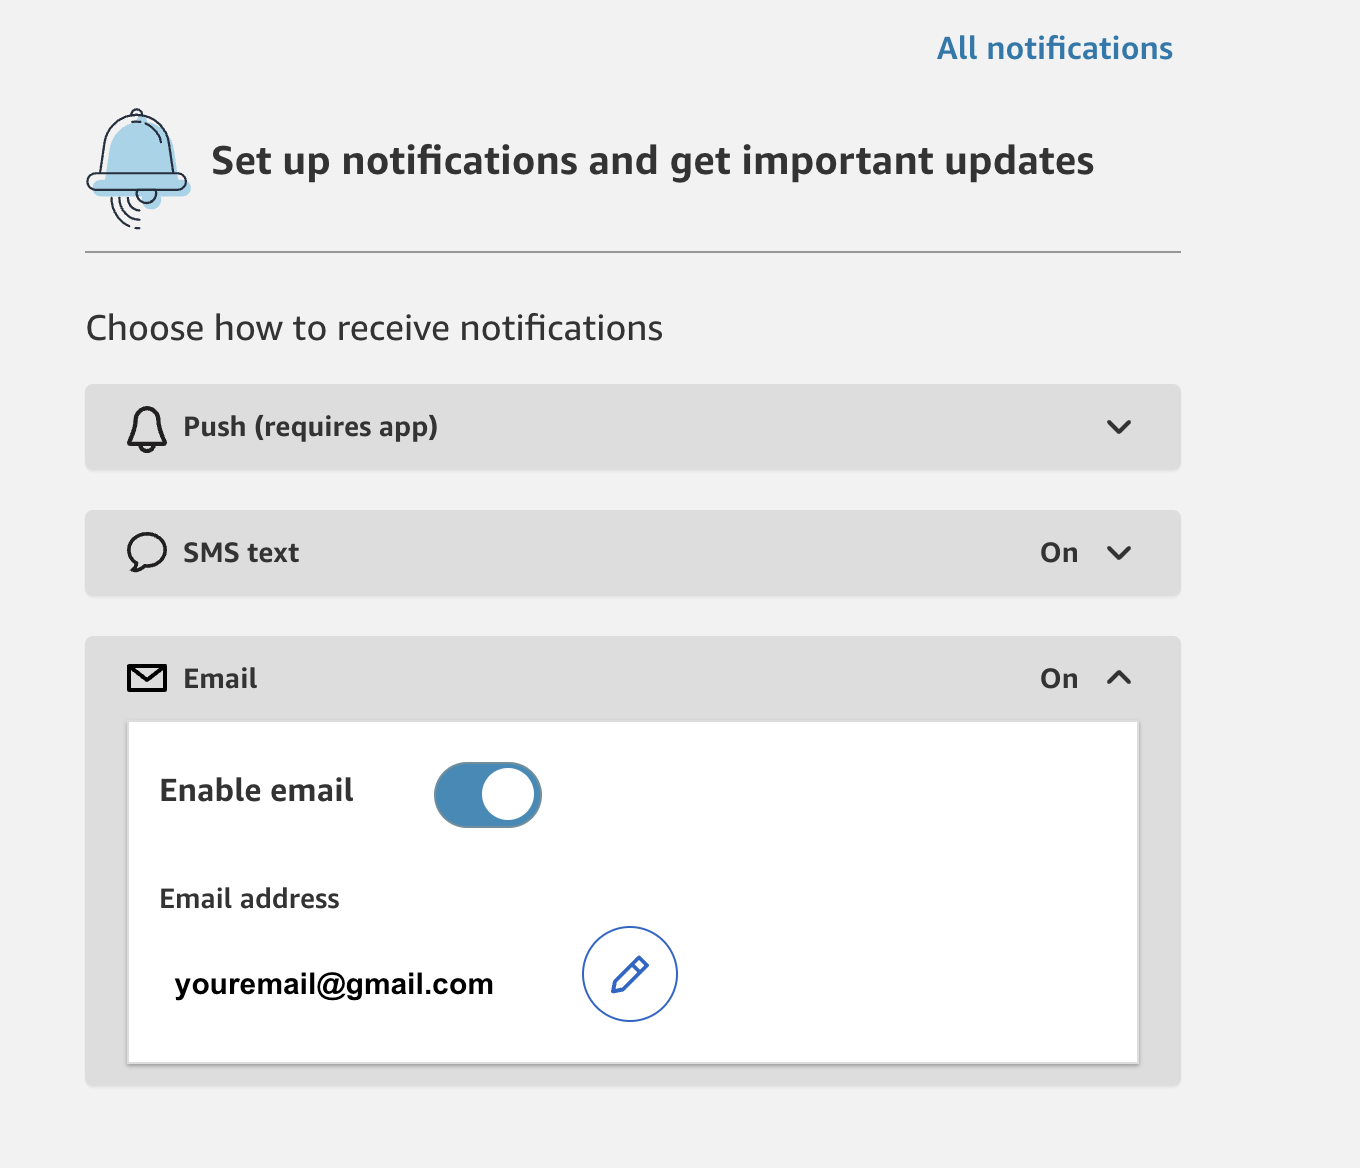 All notifications
Set up notifications and get important updates
Choose how to receive notifications
Push (requires app)
SMS text On
Email On
Enable email
Email address
youremail@gmail.com